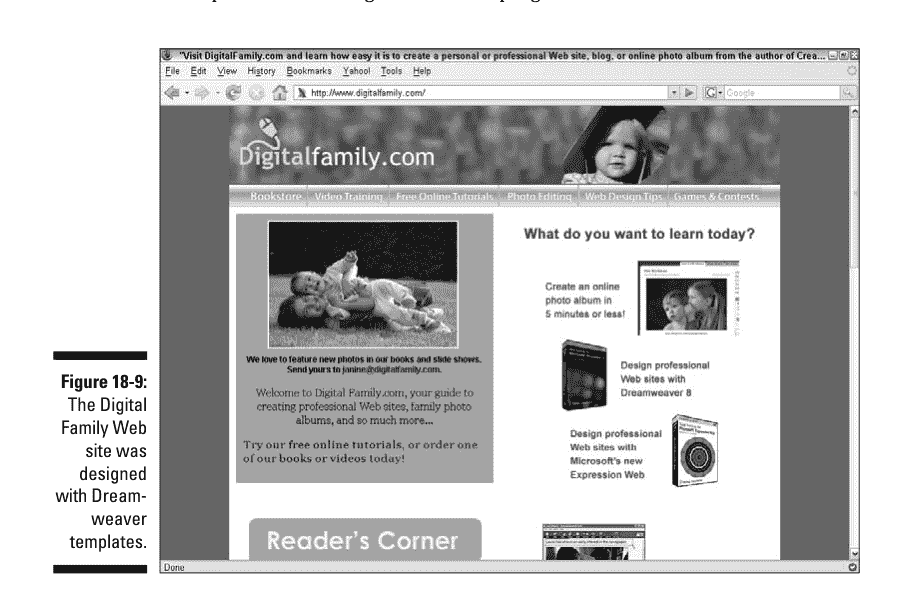 "Visit DigitalFamily.com and learn how easy it is to create a personal or professional Web site, blog, or online photo album from the author of Crea...
File Edit View History Bookmarks Yahoo! Tools Help
http://www.digitalfamily.com/
Google
Digitalfamily.com
Bookstore Video Training Free Online Tutorials Photo Editing Web Design Tips Games & Contests
We love to feature new photos in our books and slide shows.
Send yours to janine@digitalfamily.com.
Welcome to Digital Family.com, your guide to
creating professional Web sites, family photo
albums, and so much more...
Try our free online tutorials, or order one
of our books or videos today!
Reader's Corner
What do you want to learn today?
Create an online
photo album in
5 minutes or less!
Design professional
Web sites with
Dreamweaver 8
Design professional
Web sites with
Microsoft's new
Expression Web
Done
Figure 18-9:
The Digital
Family Web
site was
designed
with Dream-
weaver
templates.